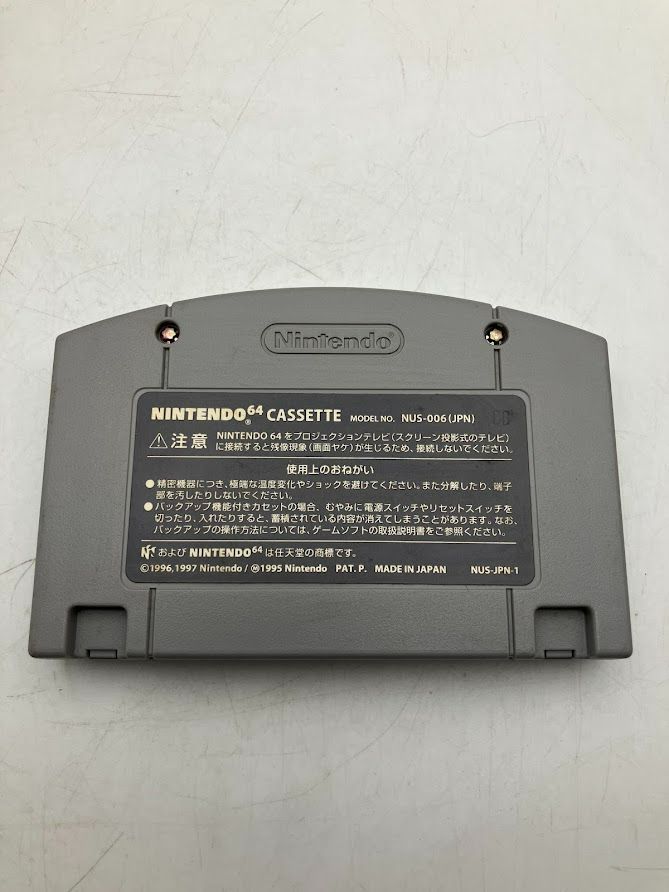 Nintendo®
NINTENDO64® CASSETTE MODEL NO. NUS-006(JPN)
⚠注意 NINTENDO 64 をプロジェクションテレビ(スクリーン投影式のテレビ)
に接続すると残像現象(画面ヤケ)が生じるため、接続しないでください。
使用上のおねがい
●精密機器につき、極端な温度変化やショックを避けてください。また分解したり、端子
部を汚したりしないでください。
●バックアップ機能付きカセットの場合、むやみに電源スイッチやリセットスイッチを
切ったり、入れたりすると、蓄積されている内容が消えてしまうことがあります。なお、
バックアップの操作方法については、ゲームソフトの取扱説明書をご参照ください。
および NINTENDO64 は任天堂の商標です。
©1996,1997 Nintendo/Ⓜ1995 Nintendo PAT. P. MADE IN JAPAN NUS-JPN-1